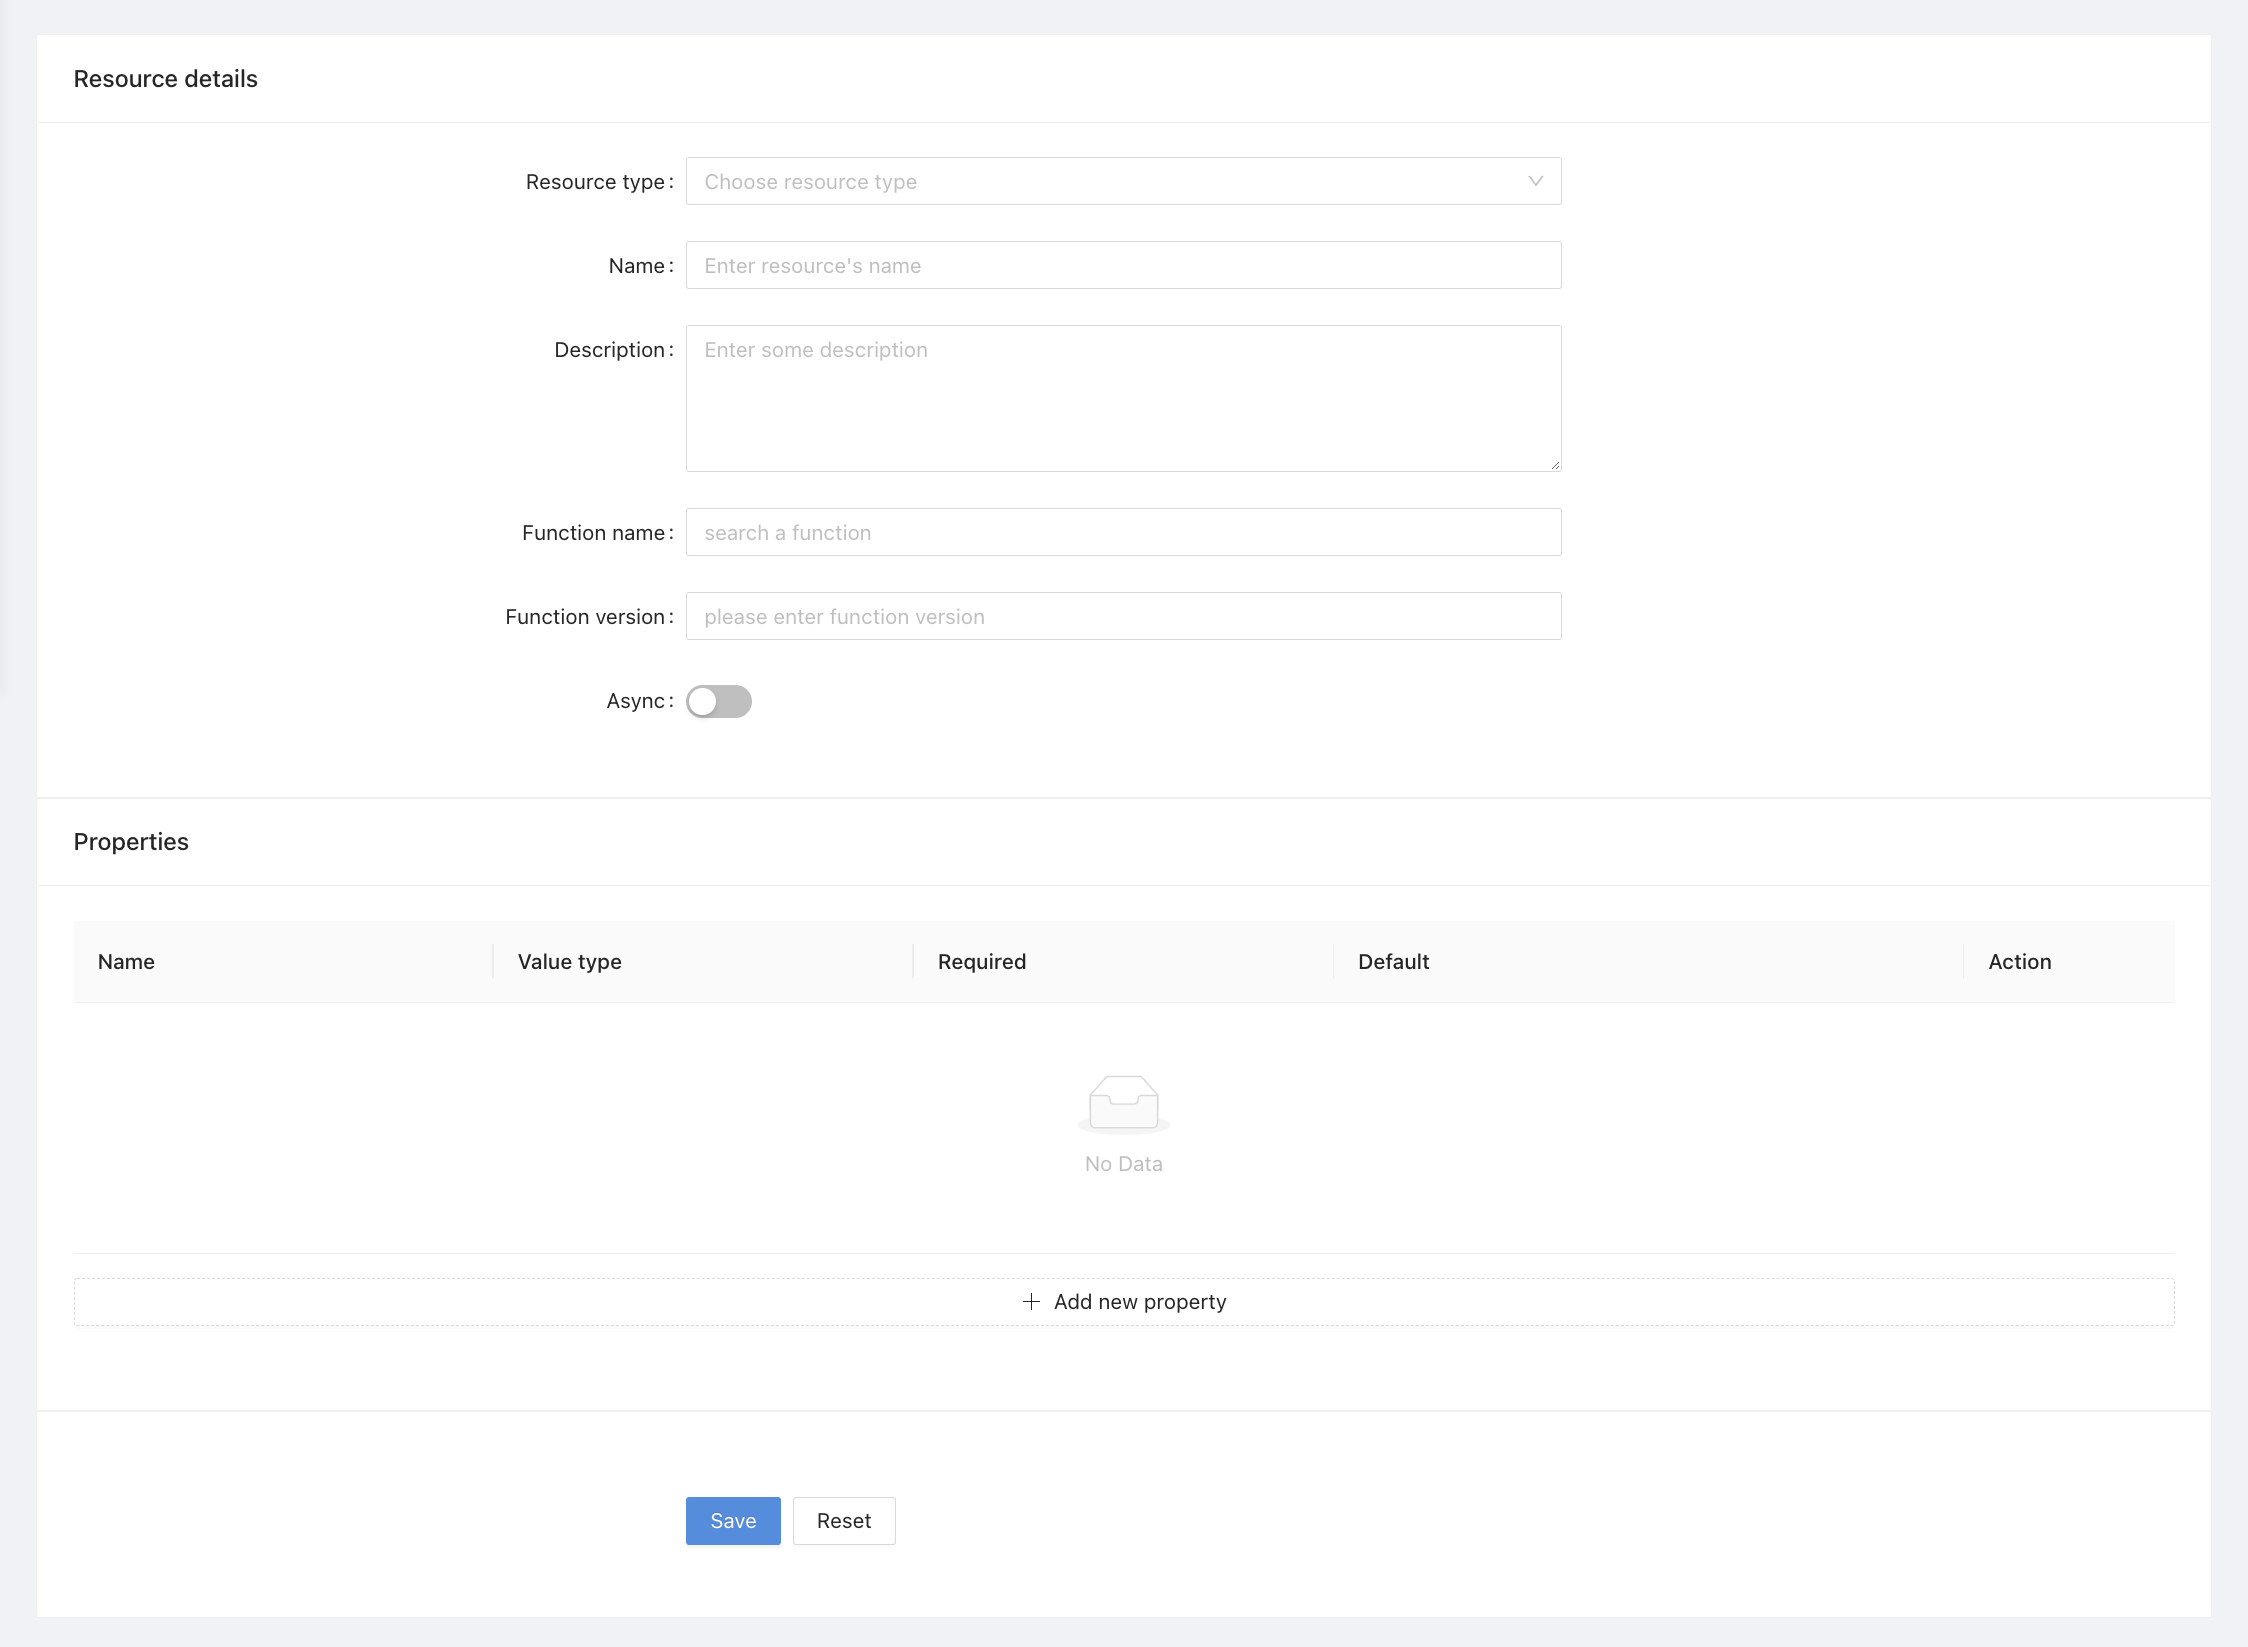 Resource details
Resource type: Choose resource type
Name: Enter resource's name
Description: Enter some description
Function name: search a function
Function version: please enter function version
Async:
Properties
Name Value type Required Default Action
No Data
Add new property
Save Reset